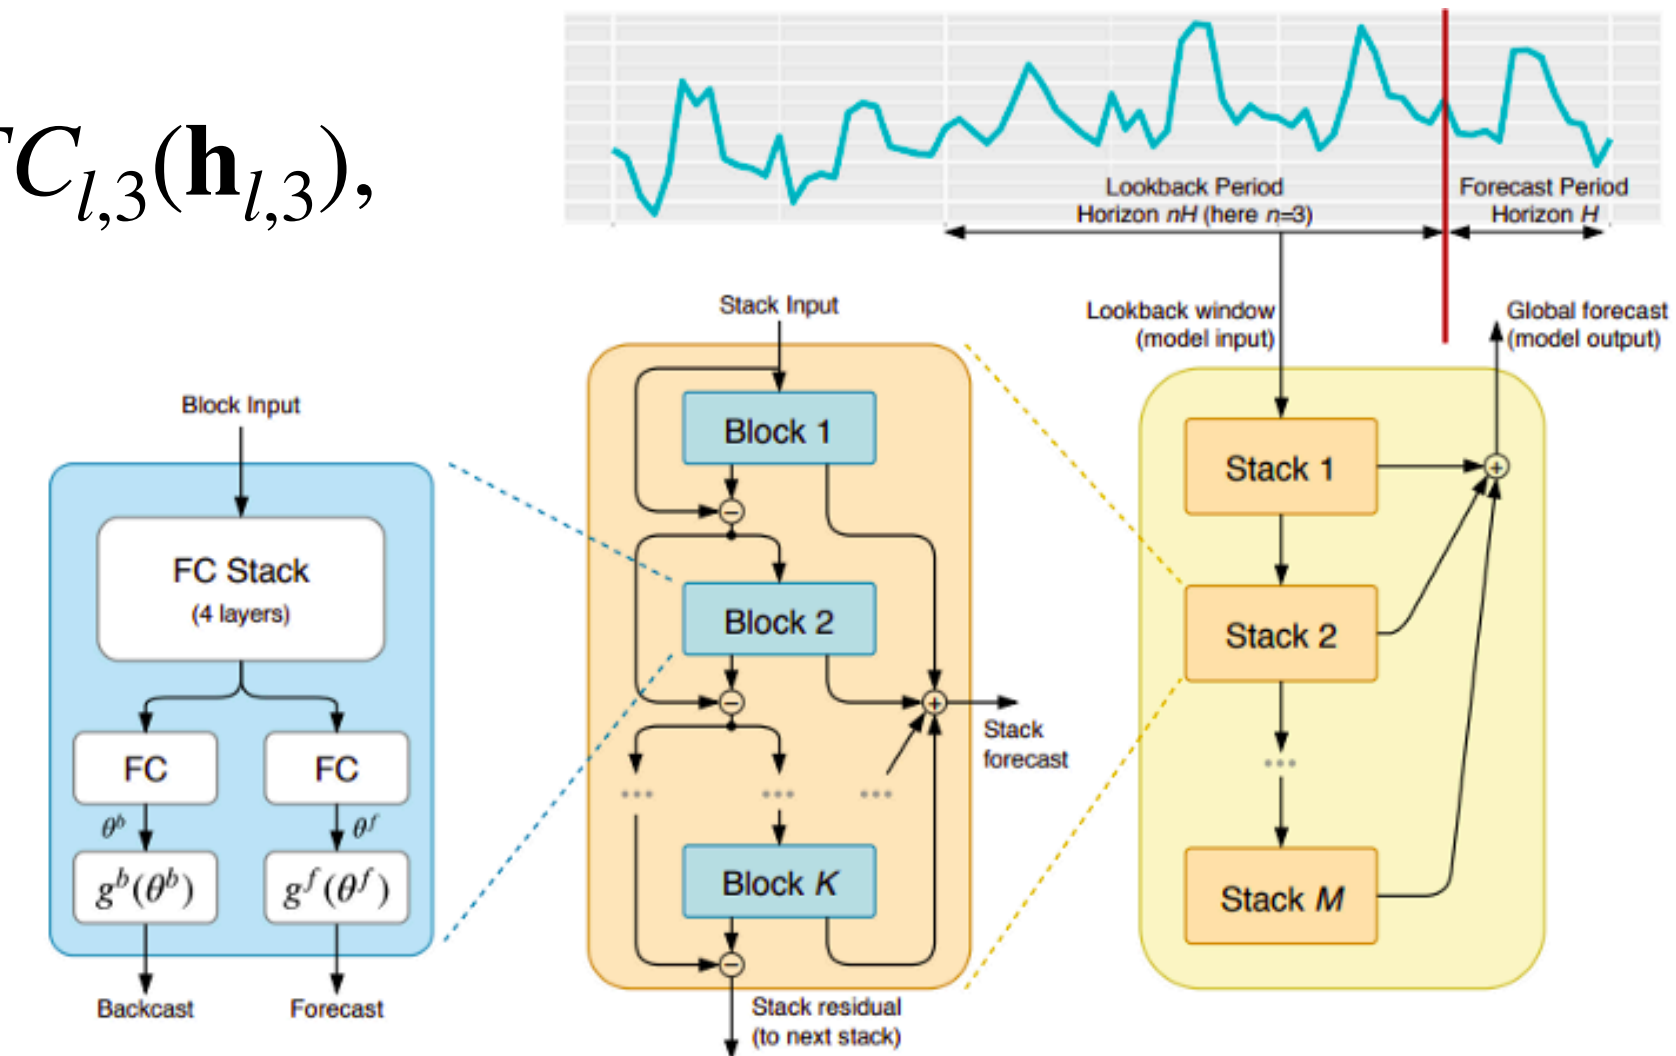 C_{l,3}(h_{l,3}),
Lookback Period
Horizon nH (here n=3)
Forecast Period
Horizon H
Lookback window
(model input)
Global forecast
(model output)
Stack Input
Block Input
Block 1
Block 2
...
...
...
Block K
Stack
forecast
Stack residual
(to next stack)
FC Stack
(4 layers)
FC
FC
θ^b
θ^f
g^b(θ^b)
g^f(θ^f)
Backcast
Forecast
Stack 1
Stack 2
...
Stack M